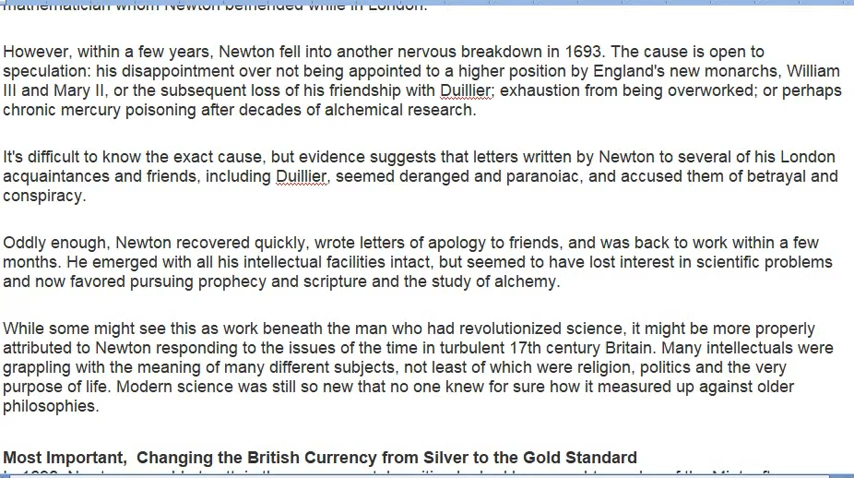 mathematician whom Newton befriended while in London.
However, within a few years, Newton fell into another nervous breakdown in 1693. The cause is open to
speculation: his disappointment over not being appointed to a higher position by England's new monarchs, William
III and Mary II, or the subsequent loss of his friendship with Duillier; exhaustion from being overworked; or perhaps
chronic mercury poisoning after decades of alchemical research.
It's difficult to know the exact cause, but evidence suggests that letters written by Newton to several of his London
acquaintances and friends, including Duillier, seemed deranged and paranoiac, and accused them of betrayal and
conspiracy.
Oddly enough, Newton recovered quickly, wrote letters of apology to friends, and was back to work within a few
months. He emerged with all his intellectual facilities intact, but seemed to have lost interest in scientific problems
and now favored pursuing prophecy and scripture and the study of alchemy.
While some might see this as work beneath the man who had revolutionized science, it might be more properly
attributed to Newton responding to the issues of the time in turbulent 17th century Britain. Many intellectuals were
grappling with the meaning of many different subjects, not least of which were religion, politics and the very
purpose of life. Modern science was still so new that no one knew for sure how it measured up against older
philosophies.
Most Important,  Changing the British Currency from Silver to the Gold Standard